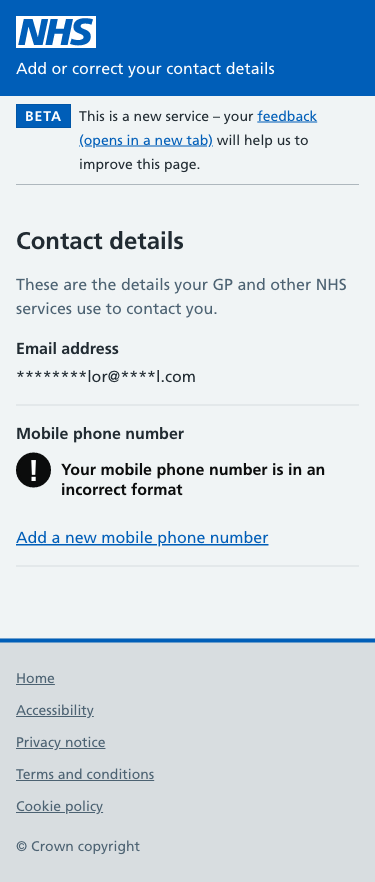 NHS
Add or correct your contact details
BETA This is a new service – your feedback
(opens in a new tab) will help us to
improve this page.
Contact details
These are the details your GP and other NHS
services use to contact you.
Email address
********lor@****l.com
Mobile phone number
! Your mobile phone number is in an
incorrect format
Add a new mobile phone number
Home
Accessibility
Privacy notice
Terms and conditions
Cookie policy
© Crown copyright